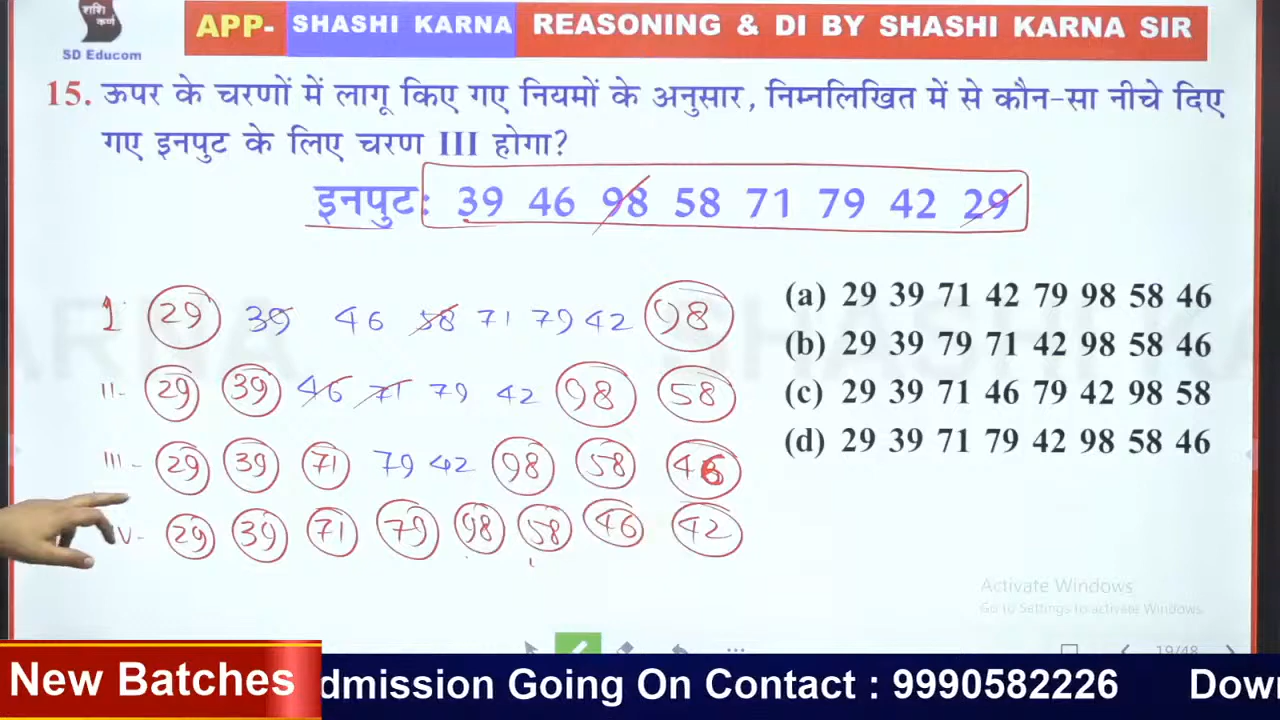 शशि
कर्ण
SD Educom
APP- SHASHI KARNA REASONING & DI BY SHASHI KARNA SIR
15. ऊपर के चरणों में लागू किए गए नियमों के अनुसार, निम्नलिखित में से कौन-सा नीचे दिए
गए इनपुट के लिए चरण III होगा?
इनपुट: 39 46 98 58 71 79 42 29
I 29 39 46 58 71 79 42 98
II- 29 39 46 71 79 42 98 58
III- 29 39 71 79 42 98 58 46
IV- 29 39 71 79 98 58 46 42
(a) 29 39 71 42 79 98 58 46
(b) 29 39 79 71 42 98 58 46
(c) 29 39 71 46 79 42 98 58
(d) 29 39 71 79 42 98 58 46
Activate Windows
Go to Settings to activate Windows.
19/48
New Batches dmission Going On Contact : 9990582226 Down